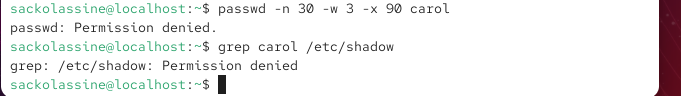 sackolassine@localhost:~$ passwd -n 30 -w 3 -x 90 carol
passwd: Permission denied.
sackolassine@localhost:~$ grep carol /etc/shadow
grep: /etc/shadow: Permission denied
sackolassine@localhost:~$